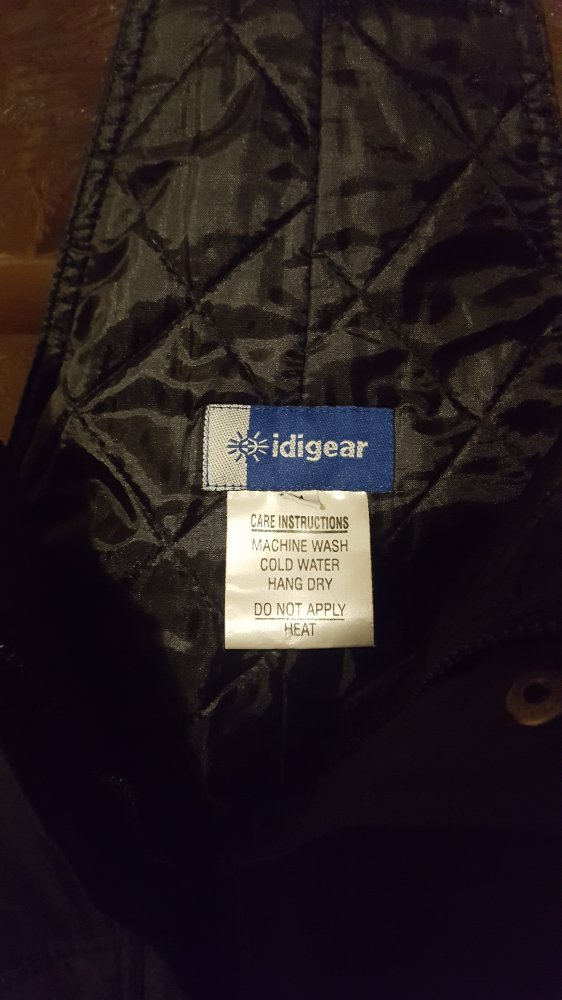 idigear
CARE INSTRUCTIONS
MACHINE WASH
COLD WATER
HANG DRY
DO NOT APPLY
HEAT